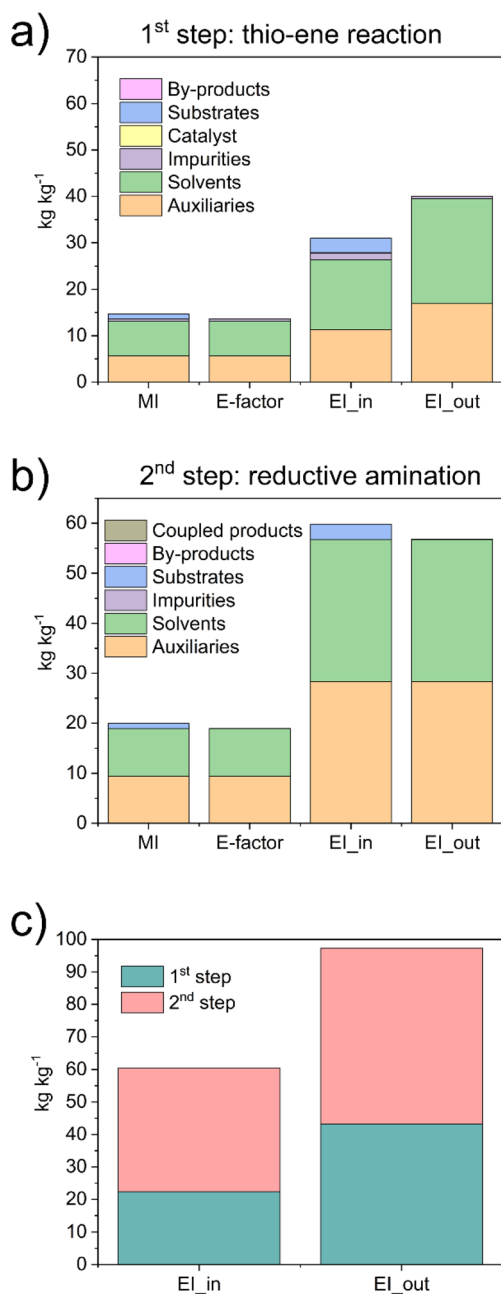 a)
1st step: thio-ene reaction
70
60
50
40
30
20
10
0
kg kg-1
By-products
Substrates
Catalyst
Impurities
Solvents
Auxiliaries
MI E-factor EI_in EI_out
b)
2nd step: reductive amination
60
50
40
30
20
10
0
kg kg-1
Coupled products
By-products
Substrates
Impurities
Solvents
Auxiliaries
MI E-factor EI_in EI_out
c)
100
90
80
70
60
50
40
30
20
10
0
kg kg-1
1st step
2nd step
EI_in EI_out